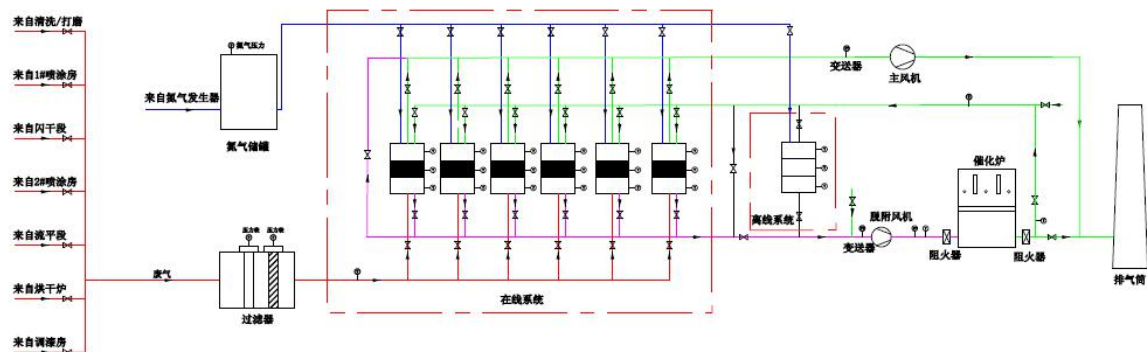 来自清洗/打磨
来自1#喷涂房
来自闪干段
来自2#喷涂房
来自流平段
来自烘干炉
来自调漆房
氮气压力
来自氮气发生器
氮气储罐
废气
压力表
压力表
过滤器
在线系统
离线系统
变送器
主风机
催化炉
脱附风机
变送器
阻火器
阻火器
排气筒